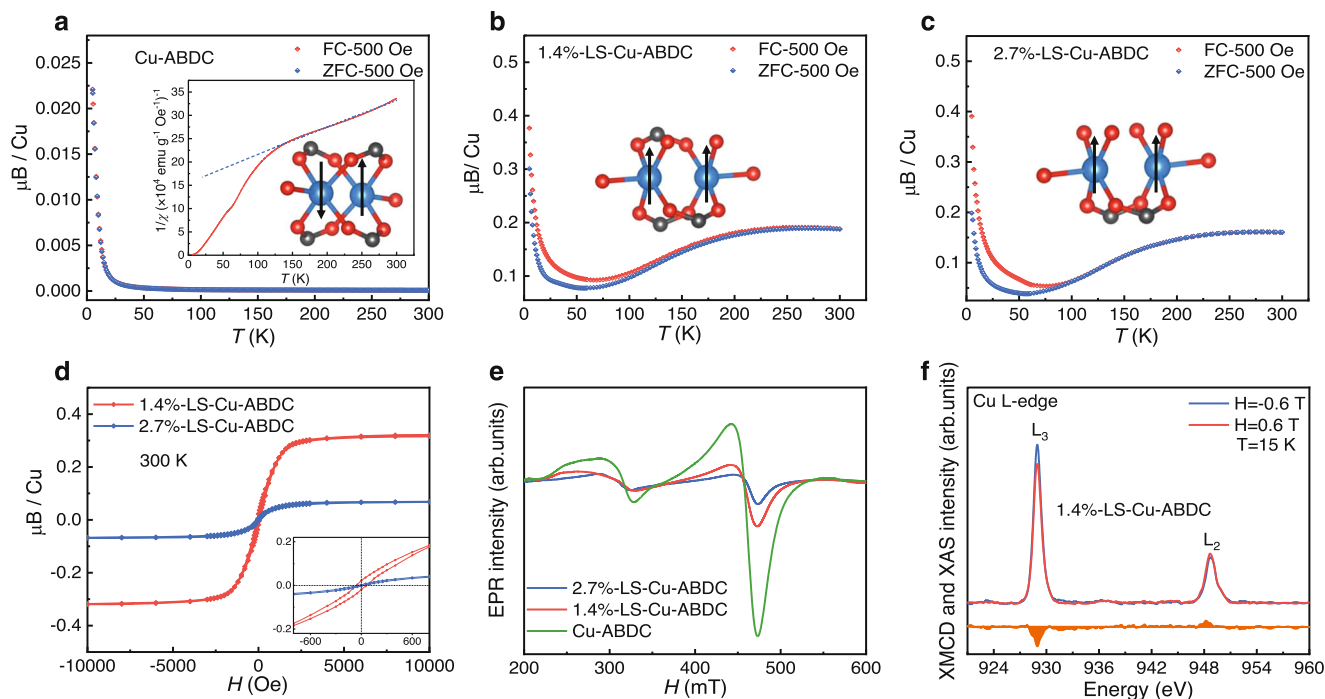 a
Cu-ABDC
FC-500 Oe
ZFC-500 Oe
0.025
0.020
0.015
0.010
0.005
0.000
μB / Cu
0 50 100 150 200 250 300
T (K)
35
30
25
20
15
10
5
0
1/χ (×10⁴ emu g⁻¹ Oe⁻¹)⁻¹
0 50 100 150 200 250 300
T (K)
b
1.4%-LS-Cu-ABDC
FC-500 Oe
ZFC-500 Oe
0.5
0.4
0.3
0.2
0.1
μB / Cu
0 50 100 150 200 250 300
T (K)
c
2.7%-LS-Cu-ABDC
FC-500 Oe
ZFC-500 Oe
0.5
0.4
0.3
0.2
0.1
μB / Cu
0 50 100 150 200 250 300
T (K)
d
1.4%-LS-Cu-ABDC
2.7%-LS-Cu-ABDC
300 K
0.4
0.2
0.0
-0.2
-0.4
μB / Cu
-10000 -5000 0 5000 10000
H (Oe)
0.2
0.0
-0.2
-600 0 600
e
EPR intensity (arb.units)
2.7%-LS-Cu-ABDC
1.4%-LS-Cu-ABDC
Cu-ABDC
200 300 400 500 600
H (mT)
f
Cu L-edge
H=-0.6 T
H=0.6 T
T=15 K
L₃
1.4%-LS-Cu-ABDC
L₂
XMCD and XAS intensity (arb.units)
924 930 936 942 948 954 960
Energy (eV)